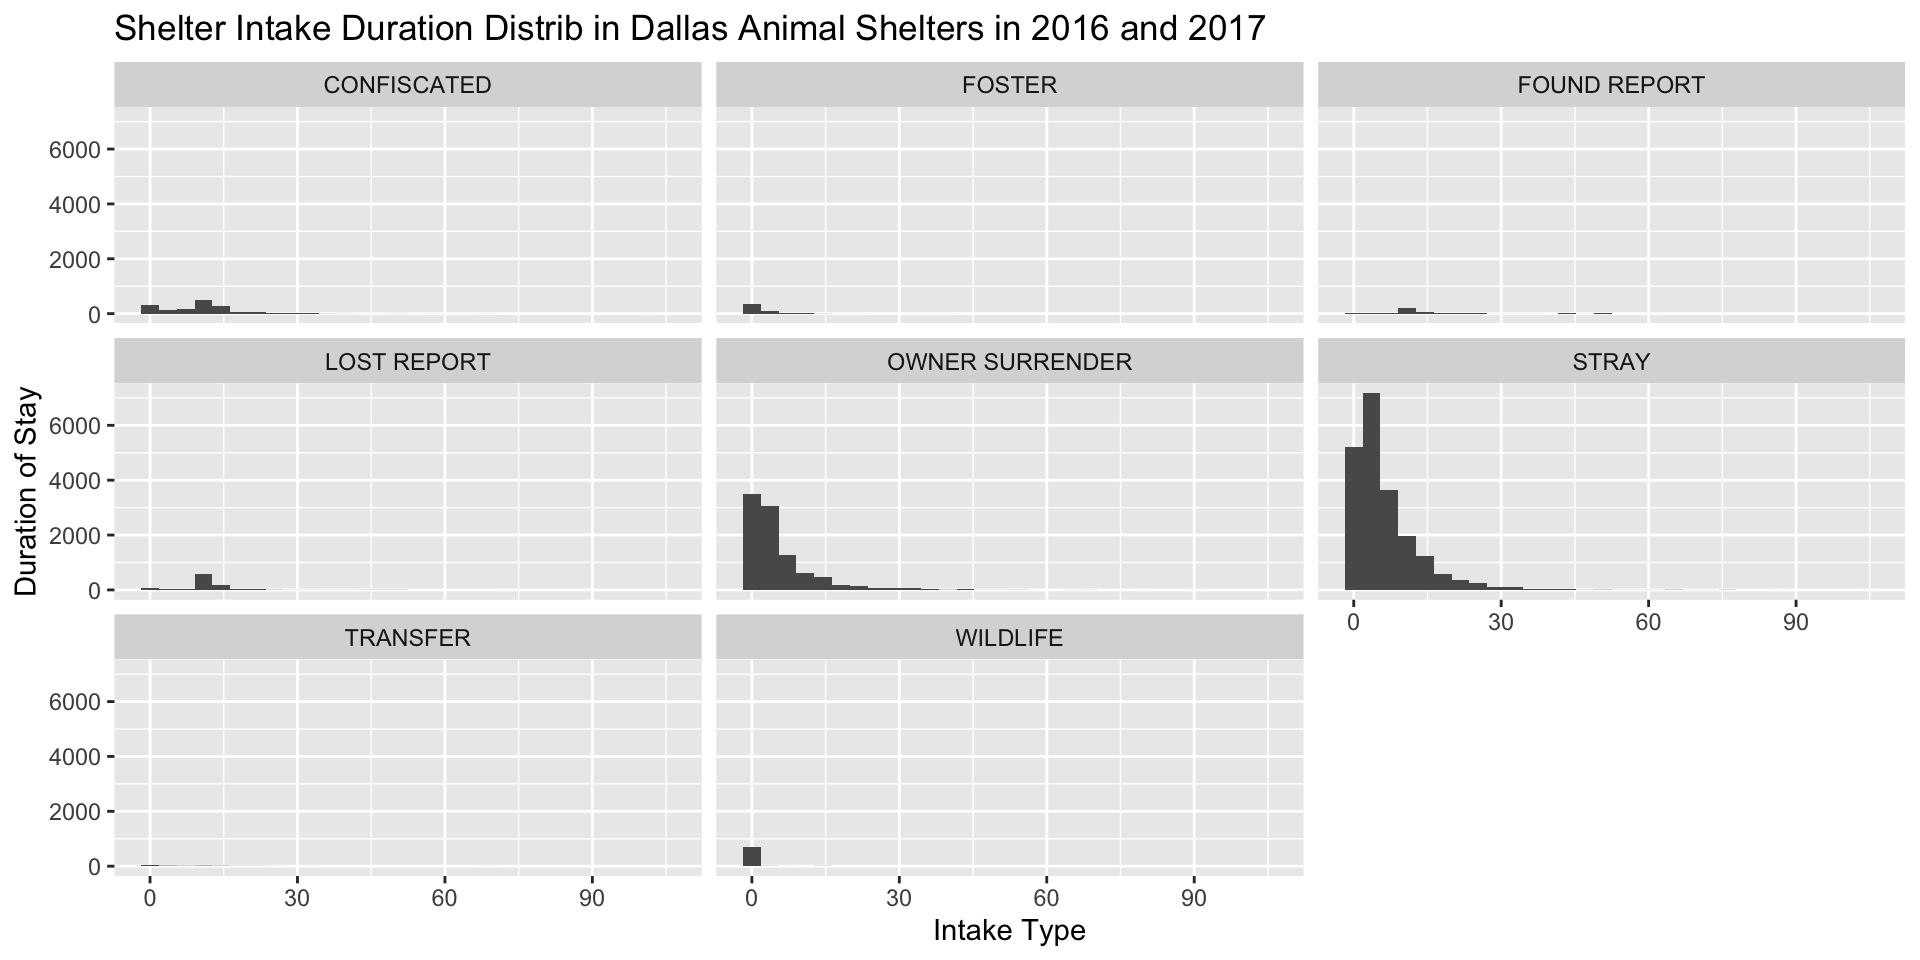 Shelter Intake Duration Distrib in Dallas Animal Shelters in 2016 and 2017
CONFISCATED
FOSTER
FOUND REPORT
6000
4000
2000
0
LOST REPORT
OWNER SURRENDER
STRAY
Duration of Stay
6000
4000
2000
0
0 30 60 90
TRANSFER
WILDLIFE
6000
4000
2000
0
0 30 60 90
0 30 60 90
Intake Type